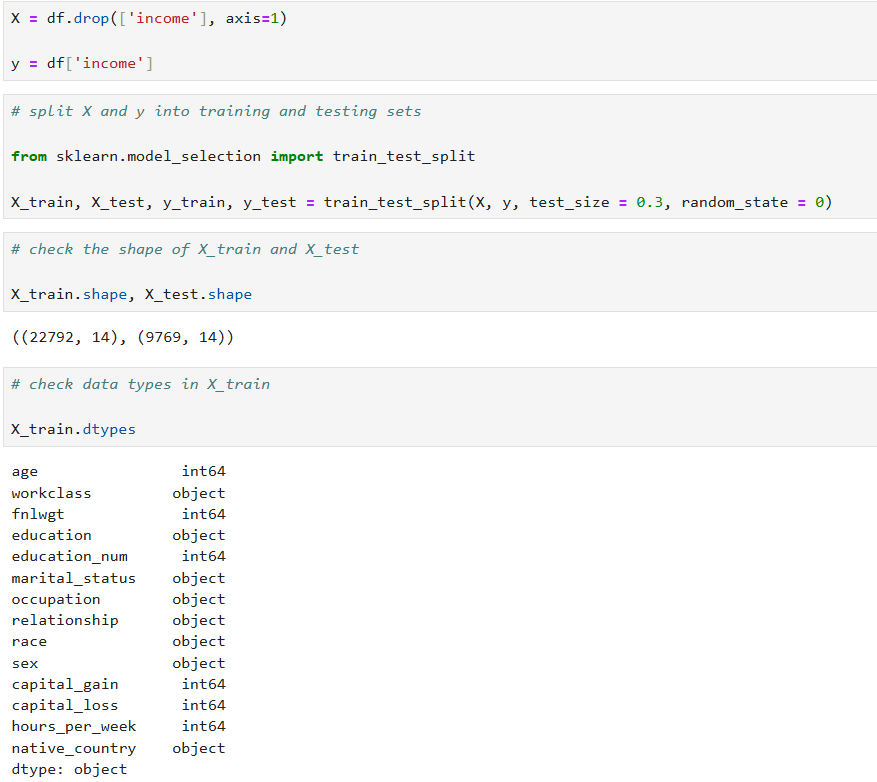 X = df.drop(['income'], axis=1)
y = df['income']
# split X and y into training and testing sets
from sklearn.model_selection import train_test_split
X_train, X_test, y_train, y_test = train_test_split(X, y, test_size = 0.3, random_state = 0)
# check the shape of X_train and X_test
X_train.shape, X_test.shape
((22792, 14), (9769, 14))
# check data types in X_train
X_train.dtypes
age                int64
workclass         object
fnlwgt             int64
education         object
education_num      int64
marital_status    object
occupation        object
relationship      object
race              object
sex               object
capital_gain       int64
capital_loss       int64
hours_per_week     int64
native_country    object
dtype: object